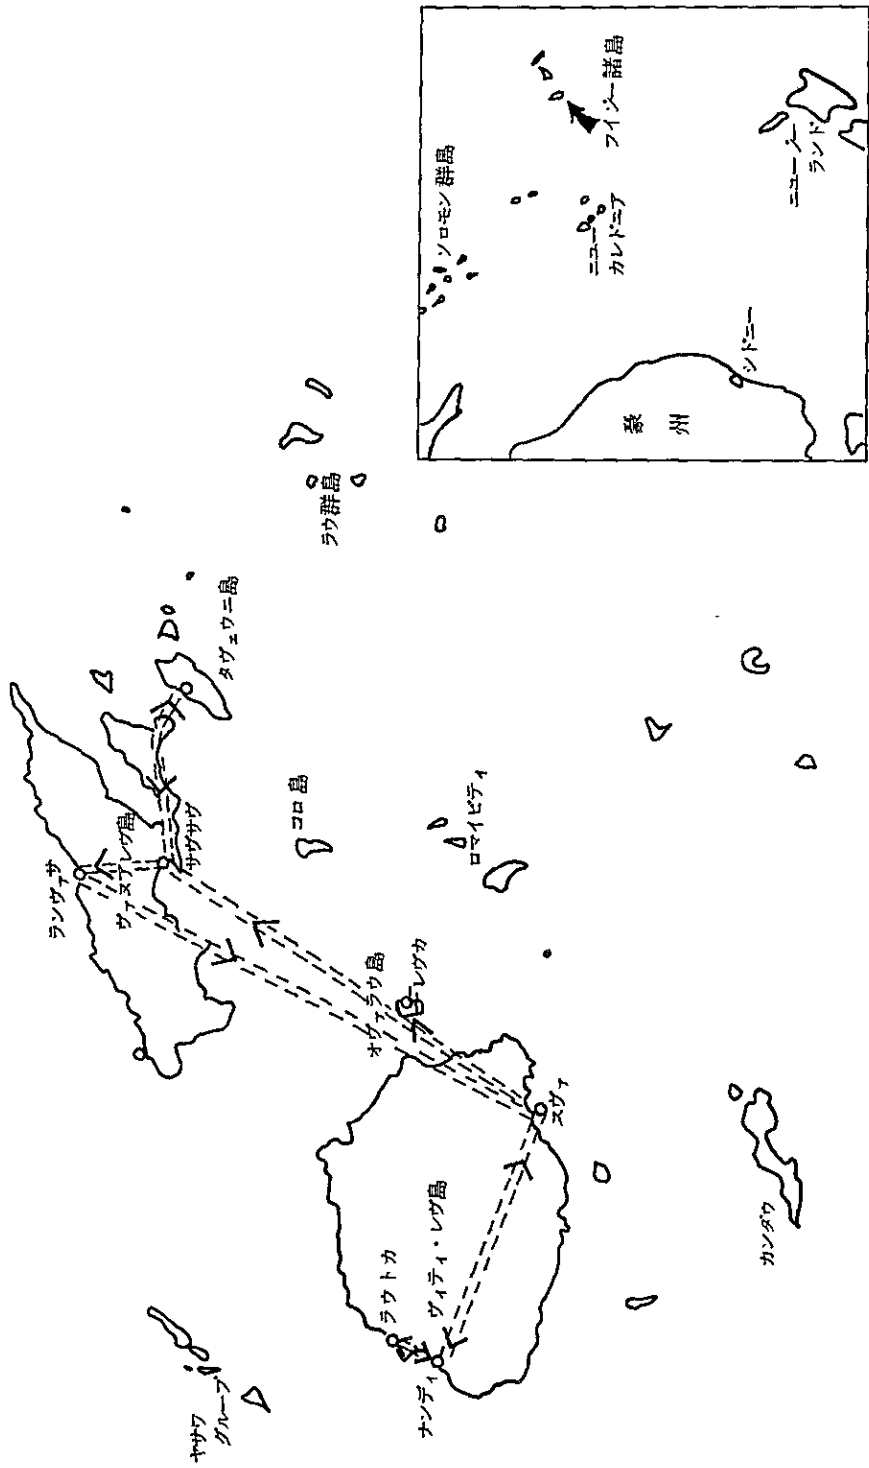 ヤサワ
グループ
ナンディ
ラウトカ
ヴィティ・レヴ島
スヴァ
カンダウ
オヴァラウ島
レヴカ
ランヴァサ
ヴァヌアレヴ島
サヴサヴ
コロ島
ロマイビティ
タヴェウニ島
ラウ群島
ソロモン群島
フイジー諸島
ニュー
カレドニア
ニュージー
ランド
シドニー
豪州